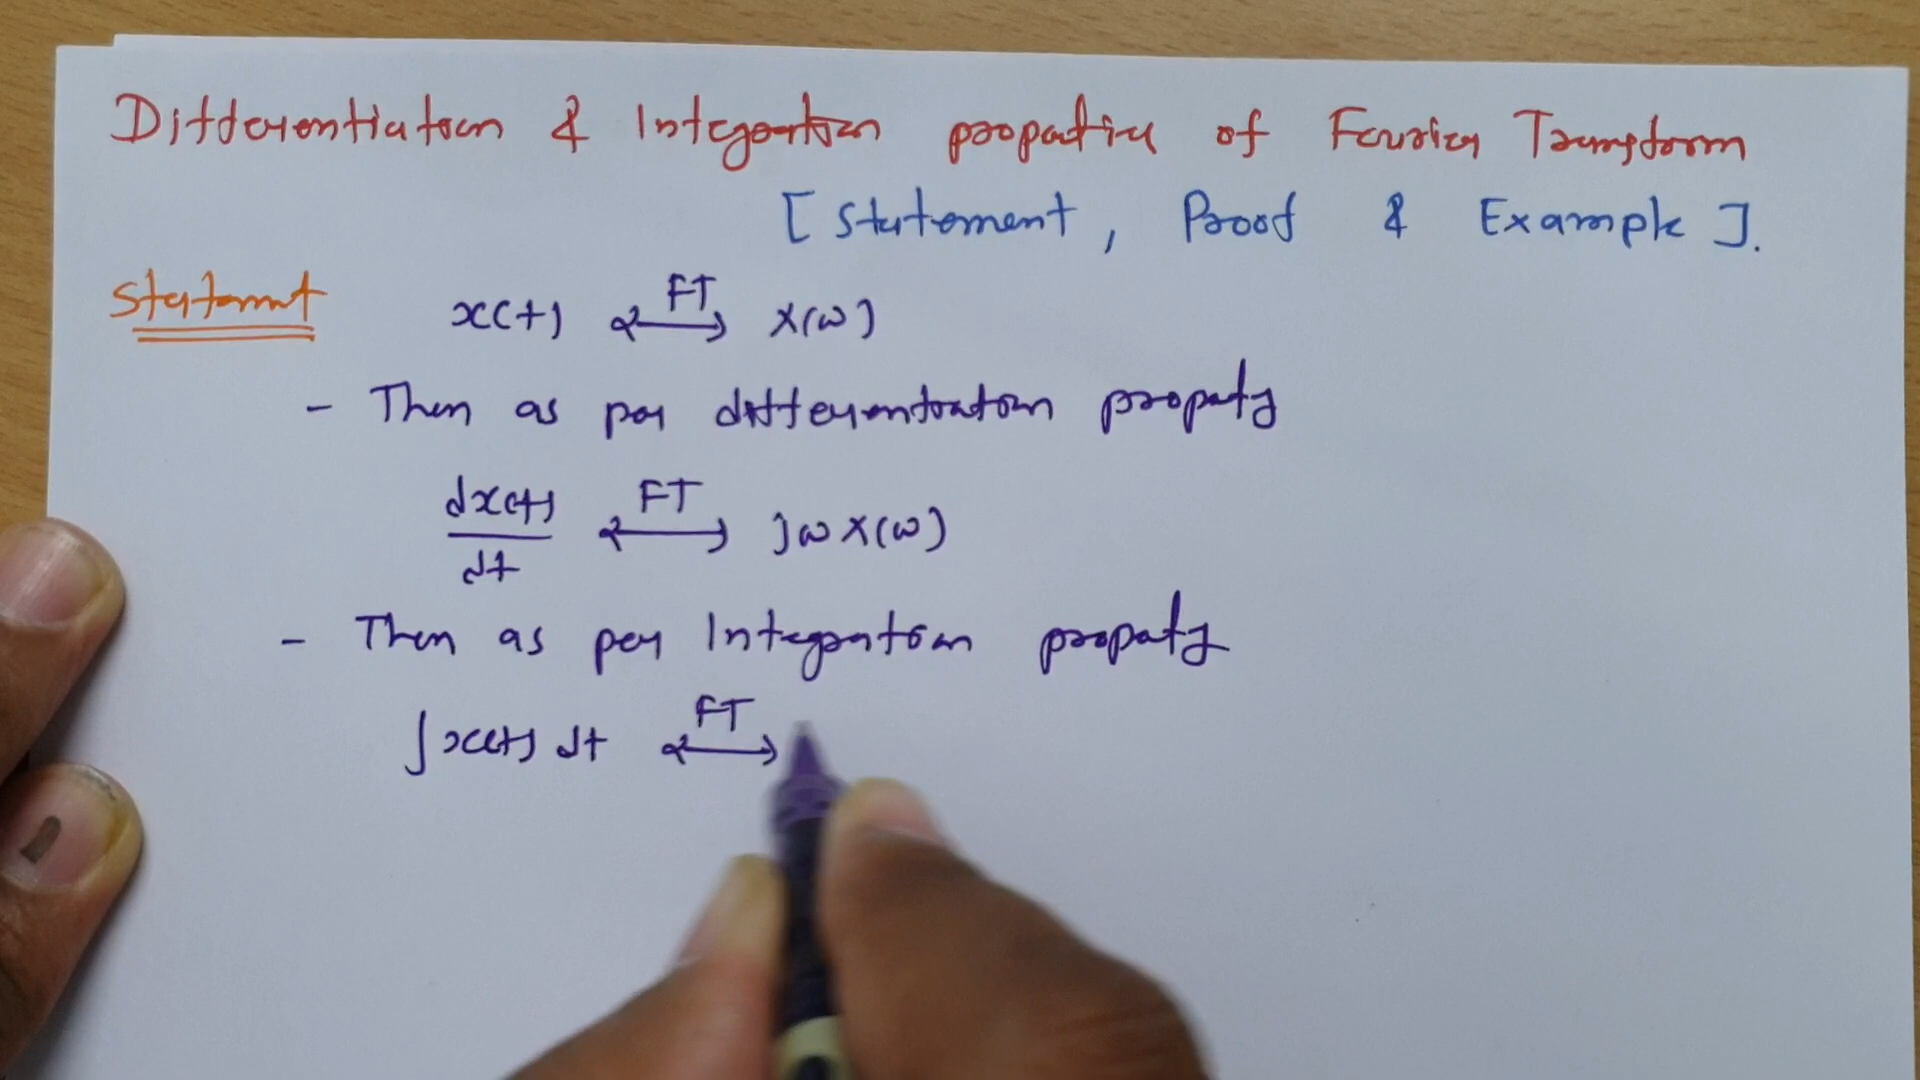 Differentiation & Integration properties of Fourier Transform
[Statement, Proof & Example].
Statement x(t) ⟷FT X(ω)
- Then as per differentiation property
dx(t)/dt ⟷FT jωX(ω)
- Then as per Integration property
∫x(t) dt ⟷FT